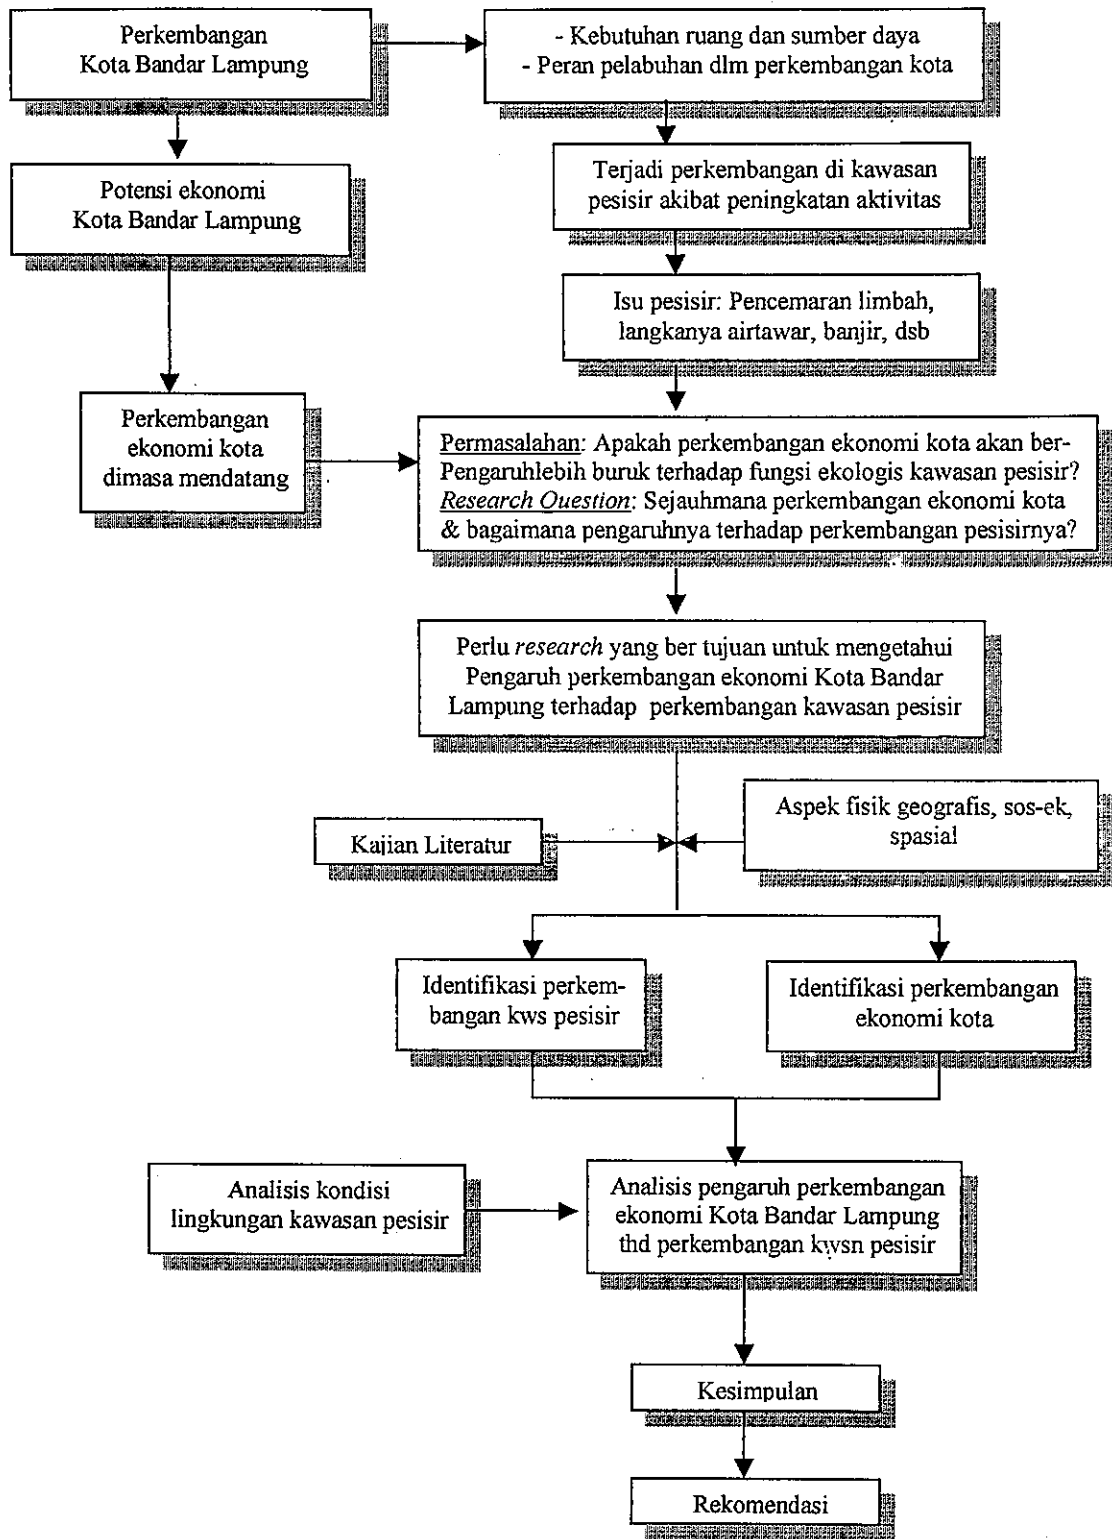 Perkembangan
Kota Bandar Lampung
- Kebutuhan ruang dan sumber daya
- Peran pelabuhan dlm perkembangan kota
Potensi ekonomi
Kota Bandar Lampung
Terjadi perkembangan di kawasan
pesisir akibat peningkatan aktivitas
Isu pesisir: Pencemaran limbah,
langkanya airtawar, banjir, dsb
Perkembangan
ekonomi kota
dimasa mendatang
Permasalahan: Apakah perkembangan ekonomi kota akan ber-
Pengaruhlebih buruk terhadap fungsi ekologis kawasan pesisir?
Research Question: Sejauhmana perkembangan ekonomi kota
& bagaimana pengaruhnya terhadap perkembangan pesisirnya?
Perlu research yang ber tujuan untuk mengetahui
Pengaruh perkembangan ekonomi Kota Bandar
Lampung terhadap perkembangan kawasan pesisir
Aspek fisik geografis, sos-ek,
spasial
Kajian Literatur
Identifikasi perkem-
bangan kws pesisir
Identifikasi perkembangan
ekonomi kota
Analisis kondisi
lingkungan kawasan pesisir
Analisis pengaruh perkembangan
ekonomi Kota Bandar Lampung
thd perkembangan kwsn pesisir
Kesimpulan
Rekomendasi